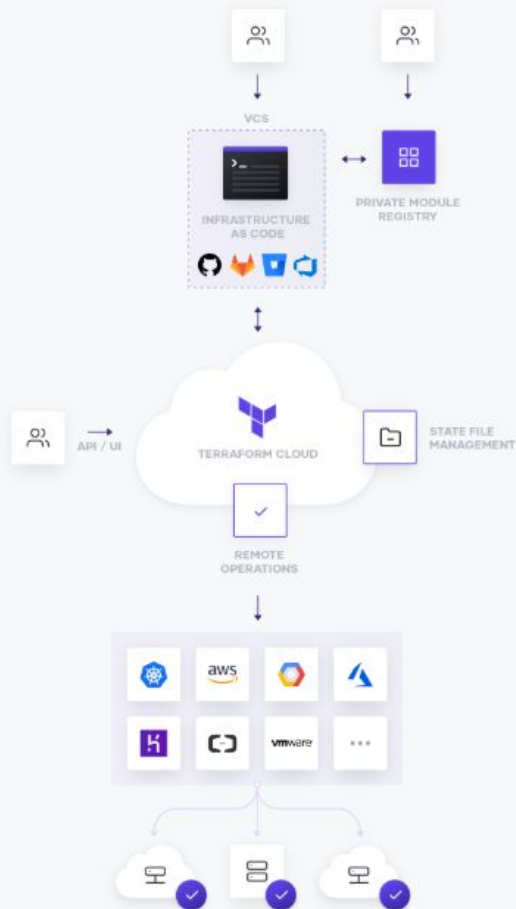 VCS
INFRASTRUCTURE
AS CODE
PRIVATE MODULE
REGISTRY
API / UI
TERRAFORM CLOUD
STATE FILE
MANAGEMENT
REMOTE
OPERATIONS
aws
vmware